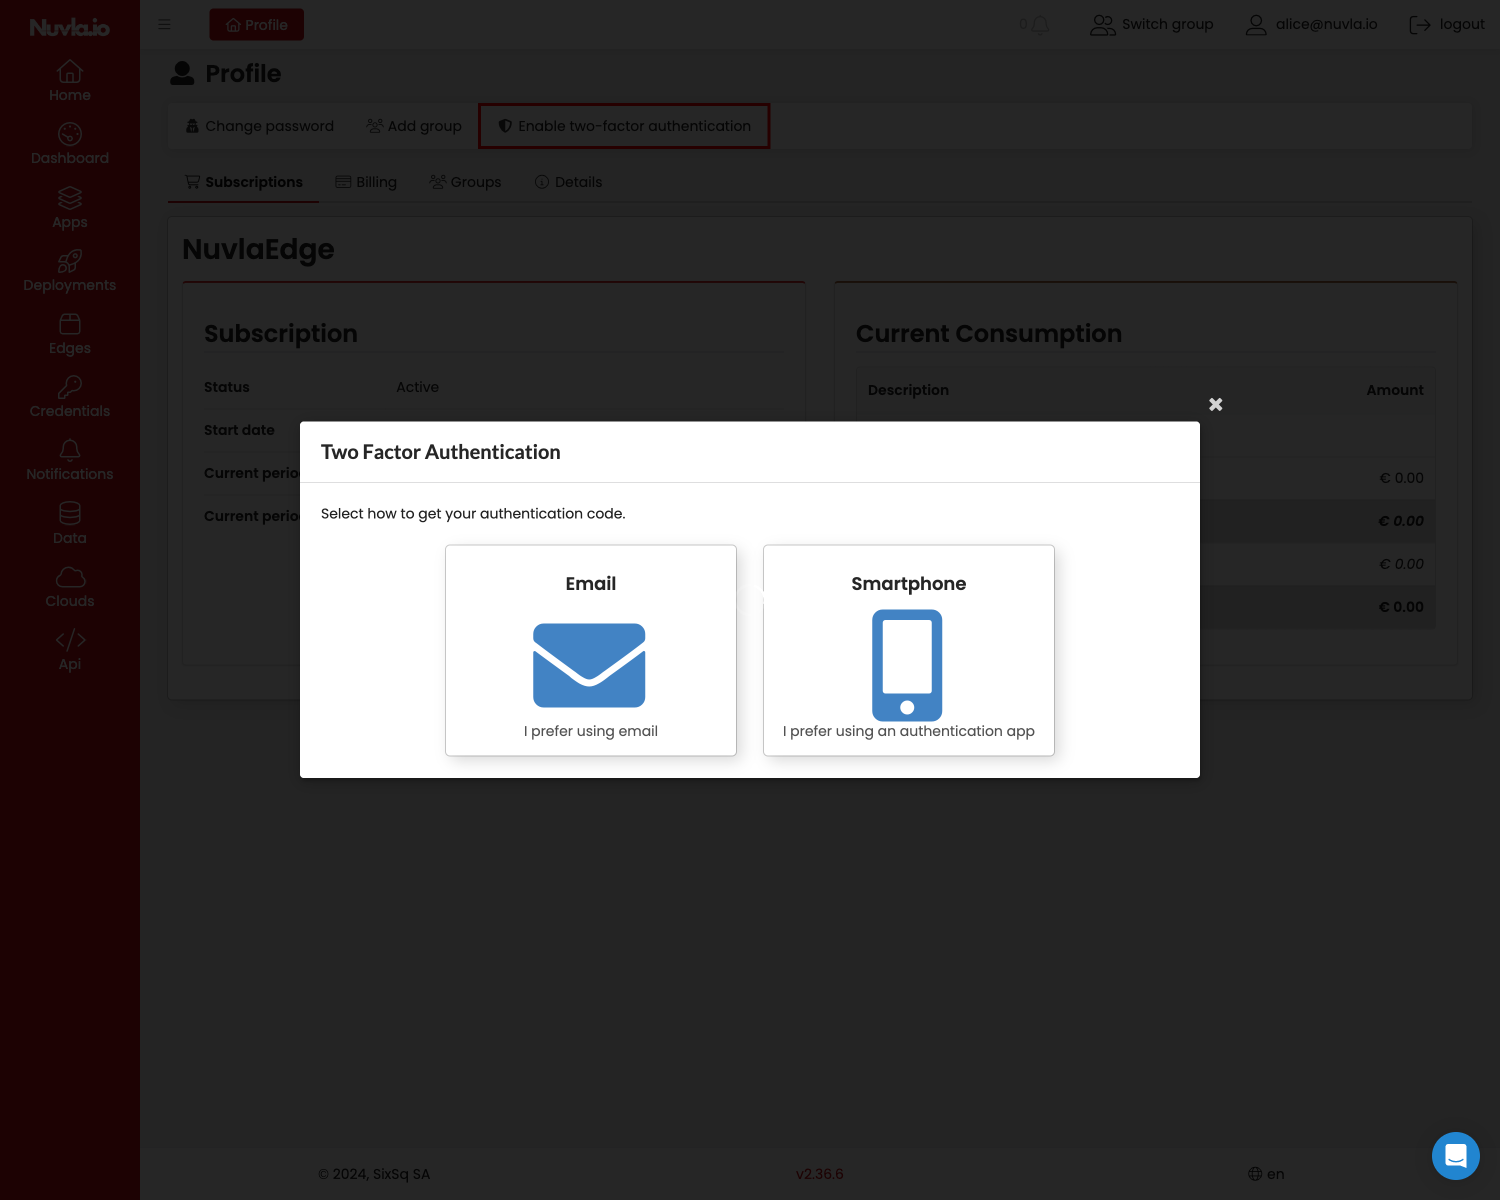 Nuvla.io
Profile
0
Switch group
alice@nuvla.io
logout
Home
Dashboard
Apps
Deployments
Edges
Credentials
Notifications
Data
Clouds
Api
Profile
Change password
Add group
Enable two-factor authentication
Subscriptions
Billing
Groups
Details
NuvlaEdge
Subscription
Status Active
Start date
Current perio
Current perio
Current Consumption
Description Amount
€ 0.00
€ 0.00
€ 0.00
€ 0.00
Two Factor Authentication
Select how to get your authentication code.
Email
I prefer using email
Smartphone
I prefer using an authentication app
© 2024, SixSq SA
v2.36.6
en